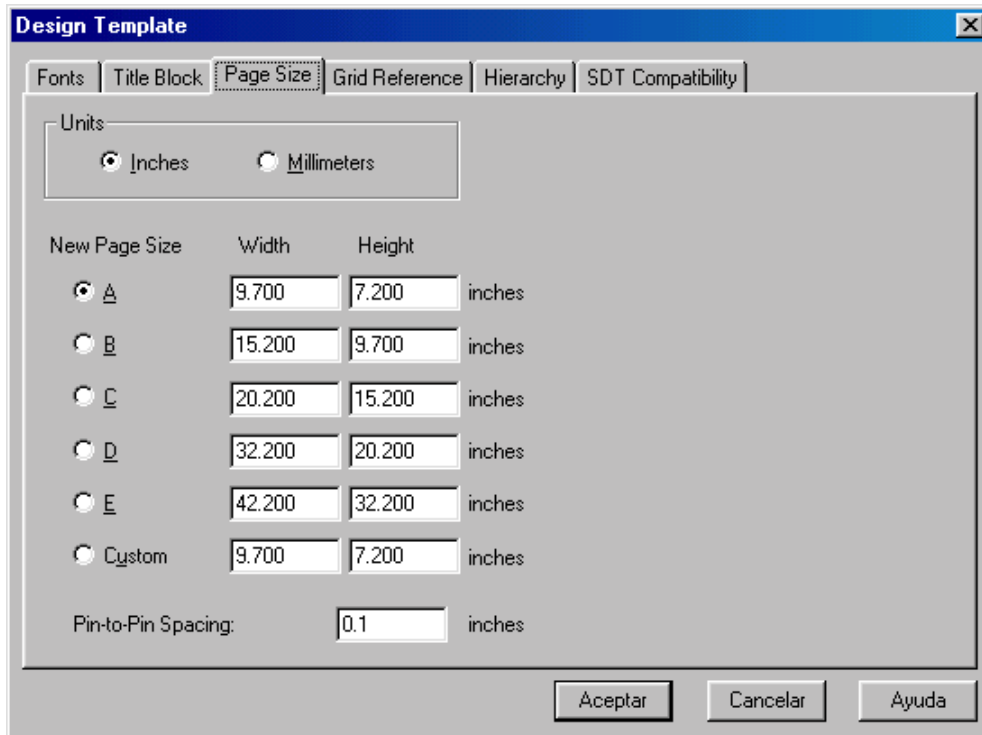 Design Template
Fonts Title Block Page Size Grid Reference Hierarchy SDT Compatibility
Units
Inches Millimeters
New Page Size Width Height
A 9.700 7.200 inches
B 15.200 9.700 inches
C 20.200 15.200 inches
D 32.200 20.200 inches
E 42.200 32.200 inches
Custom 9.700 7.200 inches
Pin-to-Pin Spacing: 0.1 inches
Aceptar Cancelar Ayuda